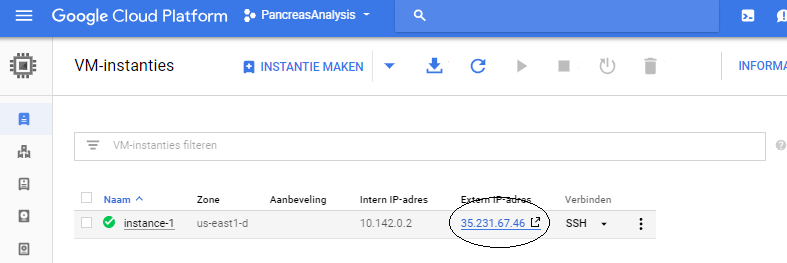 Google Cloud Platform PancreasAnalysis
VM-instanties INSTANTIE MAKEN INFORMA
VM-instanties filteren
Naam Zone Aanbeveling Intern IP-adres Extern IP-adres Verbinden
instance-1 us-east1-d 10.142.0.2 35.231.67.46 SSH